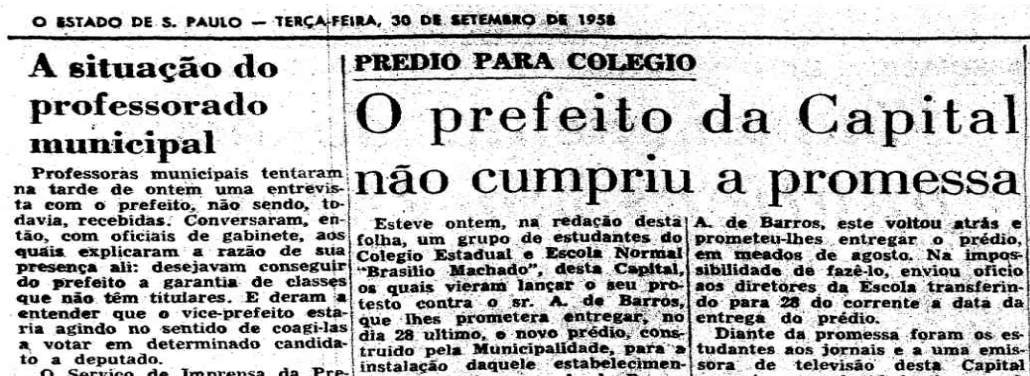 O ESTADO DE S. PAULO — TERÇA-FEIRA, 30 DE SETEMBRO DE 1958
A situação do
professorado
municipal
Professoras municipais tentaram
na tarde de ontem uma entrevis-
ta com o prefeito, não sendo, to-
davia, recebidas. Conversaram, en-
tão, com oficiais de gabinete, aos
quais explicaram a razão de sua
presença ali: desejavam conseguir
do prefeito a garantia de classes
que não têm titulares. E deram a
entender que o vice-prefeito esta-
ria agindo no sentido de coagi-las
a votar em determinado candida-
to a deputado.
O Serviço de Imprensa da Pre-
PREDIO PARA COLEGIO
O prefeito da Capital
não cumpriu a promessa
Esteve ontem, na redação desta
folha, um grupo de estudantes do
Colegio Estadual e Escola Normal
"Brasilio Machado", desta Capital,
os quais vieram lançar o seu pro-
testo contra o sr. A. de Barros,
que lhes prometera entregar, no
dia 28 ultimo, o novo prédio, cons-
truido pela Municipalidade, para a
instalação daquele estabelecimen-
A. de Barros, este voltou atrás e
prometeu-lhes entregar o prédio,
em meados de agosto. Na impos-
sibilidade de fazê-lo, enviou oficio
aos diretores da Escola transferin-
do para 28 do corrente a data da
entrega do prédio.
Diante da promessa foram os es-
tudantes aos jornais e a uma emis-
sora de televisão desta Capital